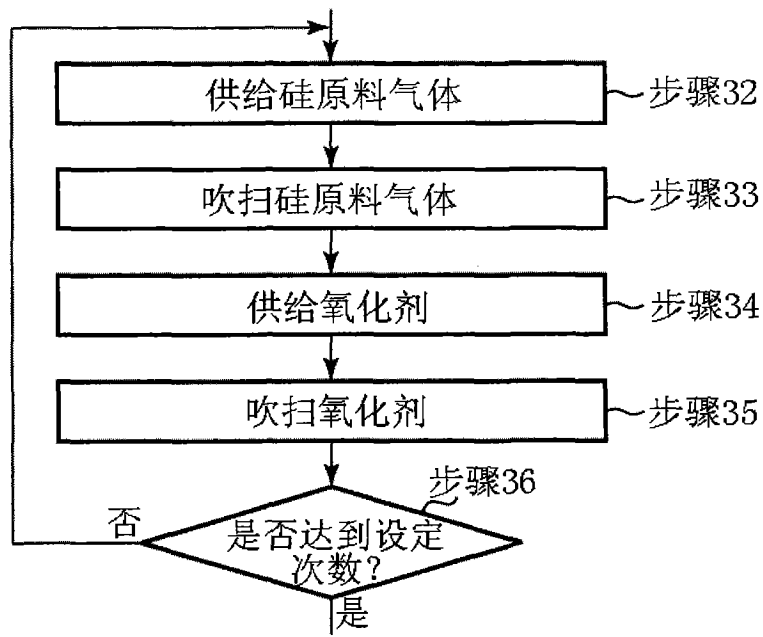 供给硅原料气体
步骤32
吹扫硅原料气体
步骤33
供给氧化剂
步骤34
吹扫氧化剂
步骤35
步骤36
否
是否达到设定
次数?
是